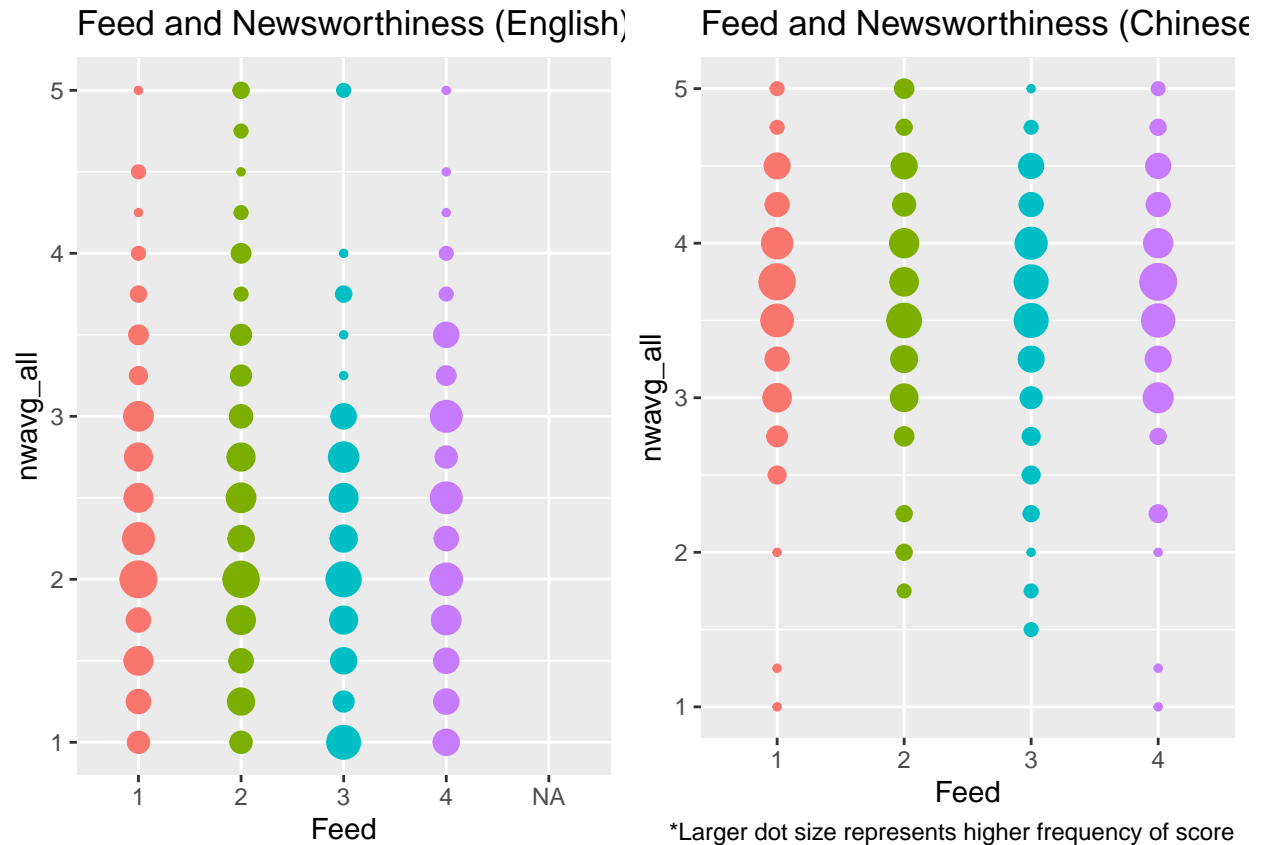 Feed and Newsworthiness (English)
5
4
3
2
1
nwavg_all
1 2 3 4 NA
Feed
Feed and Newsworthiness (Chinese
5
4
3
2
1
nwavg_all
1 2 3 4
Feed
*Larger dot size represents higher frequency of score